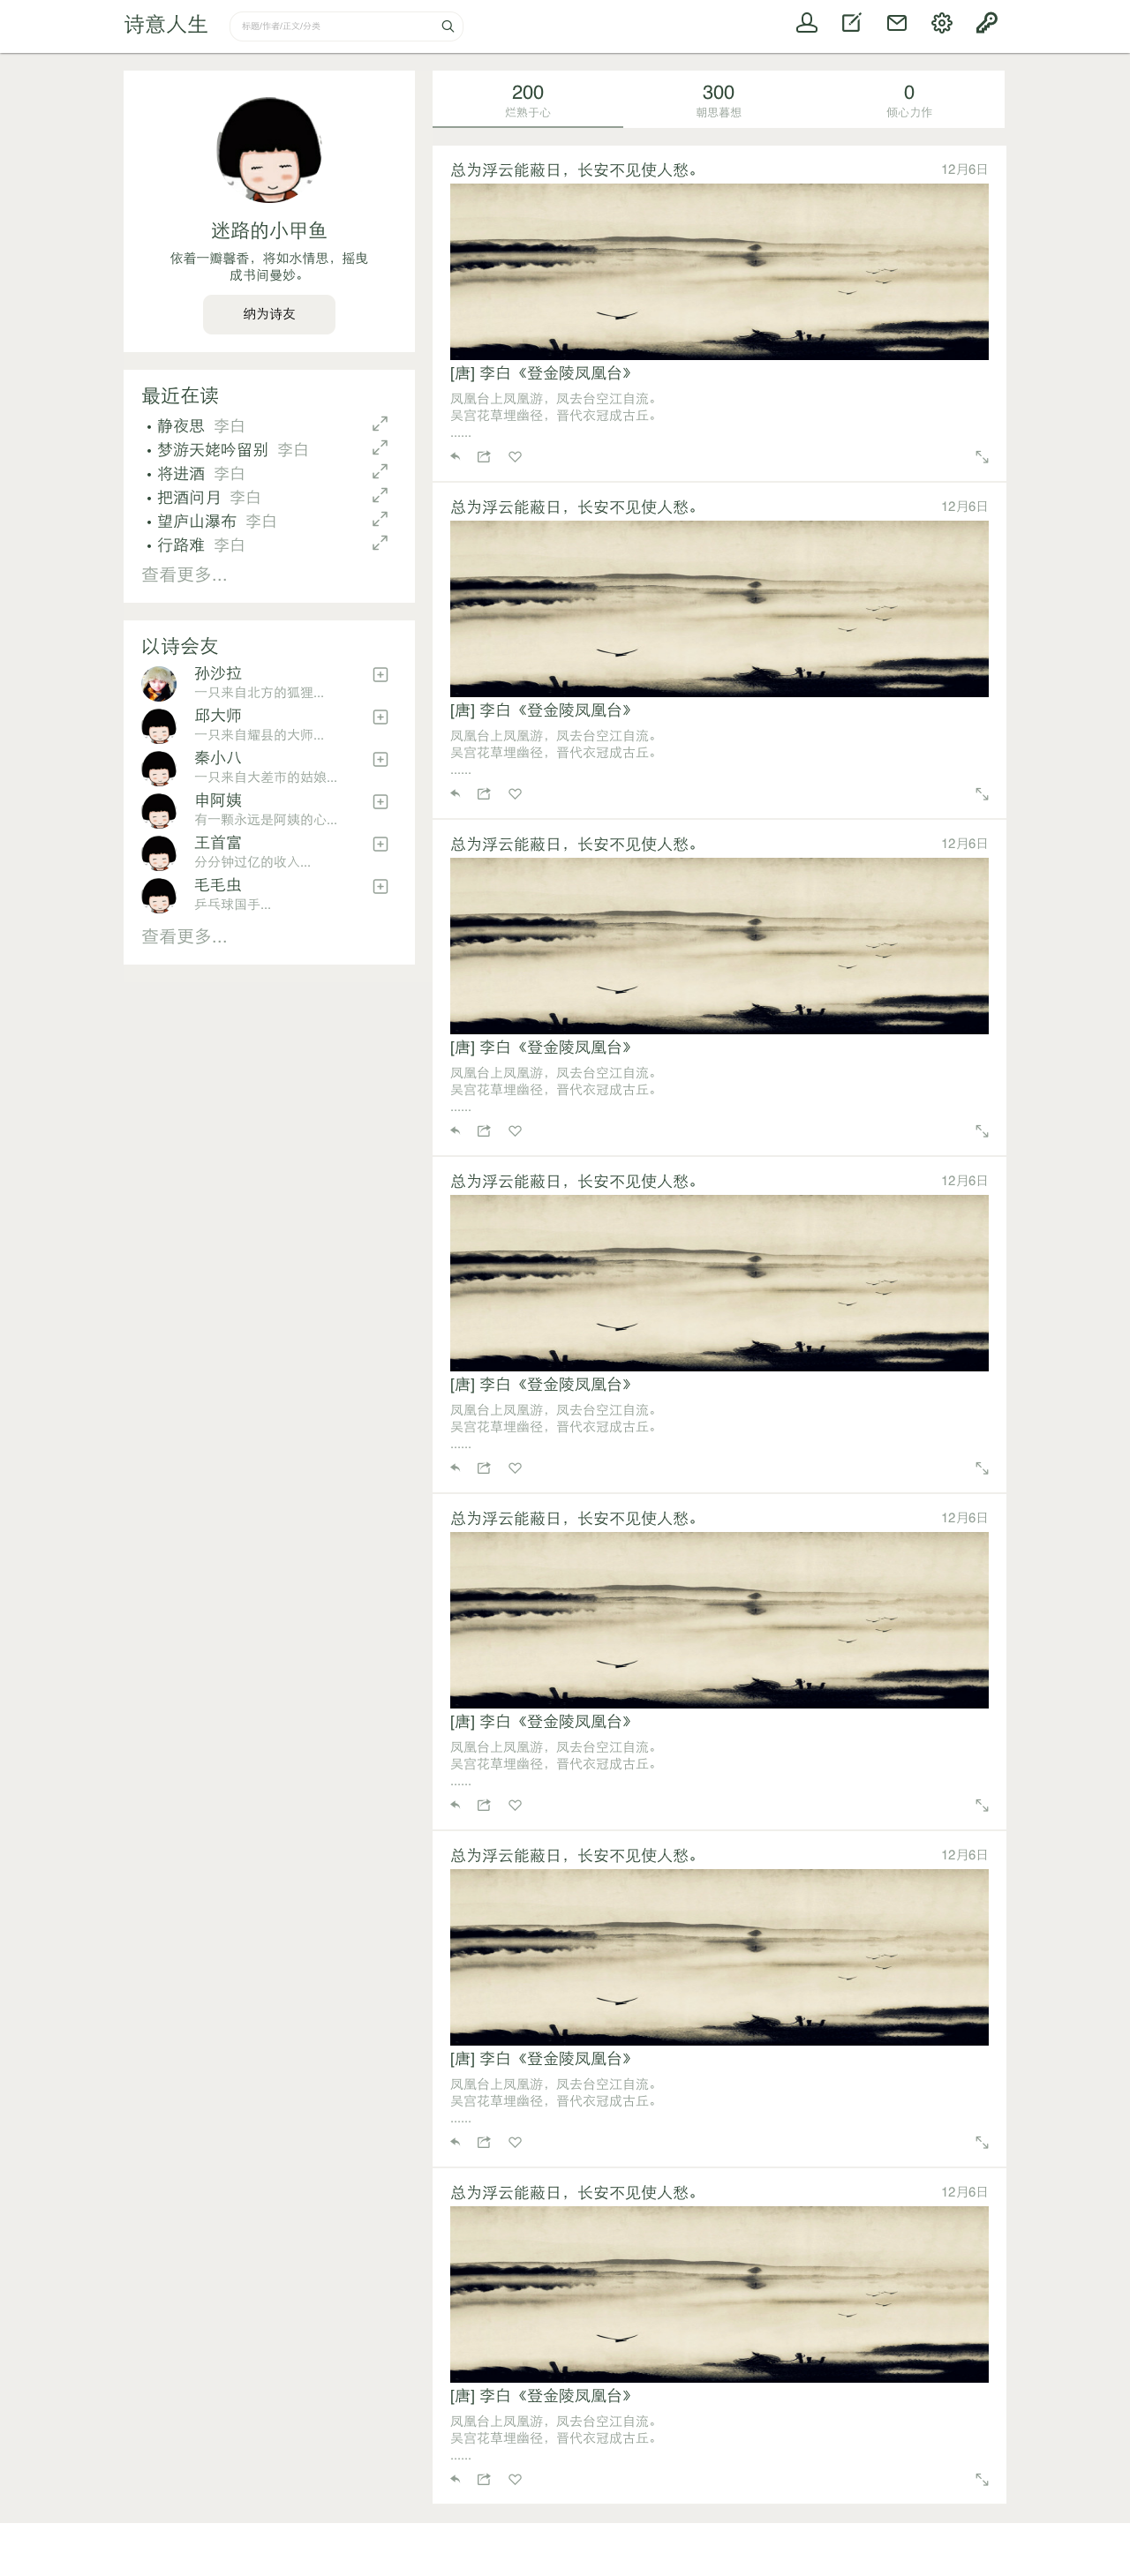 诗意人生
标题/作者/正文/分类
迷路的小甲鱼
依着一瓣馨香，将如水情思，摇曳
成书间曼妙。
纳为诗友
最近在读
• 静夜思 李白
• 梦游天姥吟留别 李白
• 将进酒 李白
• 把酒问月 李白
• 望庐山瀑布 李白
• 行路难 李白
查看更多...
以诗会友
孙沙拉
一只来自北方的狐狸...
邱大师
一只来自耀县的大师...
秦小八
一只来自大差市的姑娘...
申阿姨
有一颗永远是阿姨的心...
王首富
分分钟过亿的收入...
毛毛虫
乒乓球国手...
查看更多...
200 300 0
烂熟于心 朝思暮想 倾心力作
总为浮云能蔽日，长安不见使人愁。 12月6日
[唐] 李白《登金陵凤凰台》
凤凰台上凤凰游，凤去台空江自流。
吴宫花草埋幽径，晋代衣冠成古丘。
......
总为浮云能蔽日，长安不见使人愁。 12月6日
[唐] 李白《登金陵凤凰台》
凤凰台上凤凰游，凤去台空江自流。
吴宫花草埋幽径，晋代衣冠成古丘。
......
总为浮云能蔽日，长安不见使人愁。 12月6日
[唐] 李白《登金陵凤凰台》
凤凰台上凤凰游，凤去台空江自流。
吴宫花草埋幽径，晋代衣冠成古丘。
......
总为浮云能蔽日，长安不见使人愁。 12月6日
[唐] 李白《登金陵凤凰台》
凤凰台上凤凰游，凤去台空江自流。
吴宫花草埋幽径，晋代衣冠成古丘。
......
总为浮云能蔽日，长安不见使人愁。 12月6日
[唐] 李白《登金陵凤凰台》
凤凰台上凤凰游，凤去台空江自流。
吴宫花草埋幽径，晋代衣冠成古丘。
......
总为浮云能蔽日，长安不见使人愁。 12月6日
[唐] 李白《登金陵凤凰台》
凤凰台上凤凰游，凤去台空江自流。
吴宫花草埋幽径，晋代衣冠成古丘。
......
总为浮云能蔽日，长安不见使人愁。 12月6日
[唐] 李白《登金陵凤凰台》
凤凰台上凤凰游，凤去台空江自流。
吴宫花草埋幽径，晋代衣冠成古丘。
......